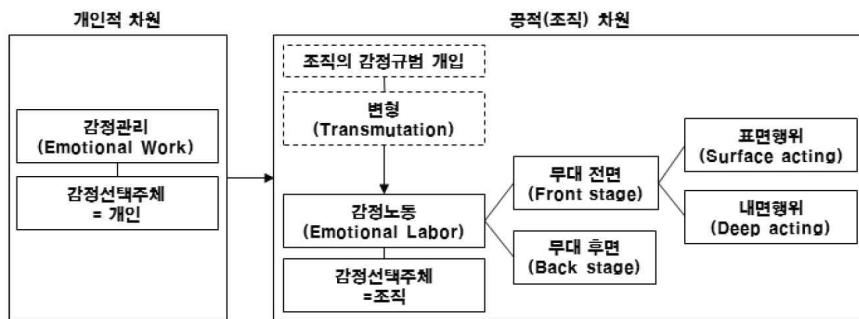 개인적 차원
공적(조직) 차원
감정관리
(Emotional Work)
감정선택주체
= 개인
조직의 감정규범 개입
변형
(Transmutation)
감정노동
(Emotional Labor)
감정선택주체
=조직
무대 전면
(Front stage)
무대 후면
(Back stage)
표면행위
(Surface acting)
내면행위
(Deep acting)